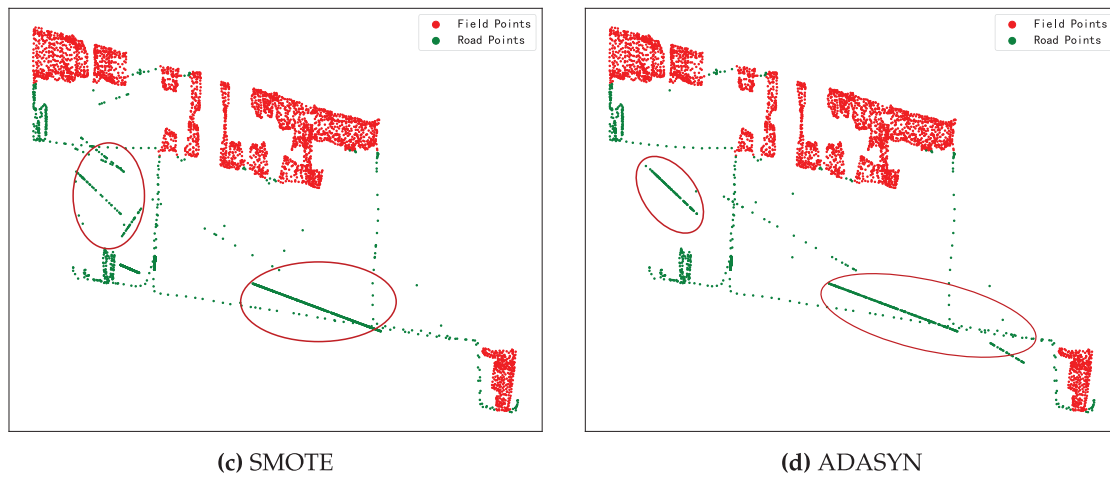 Field Points
Road Points
Field Points
Road Points
(c) SMOTE
(d) ADASYN